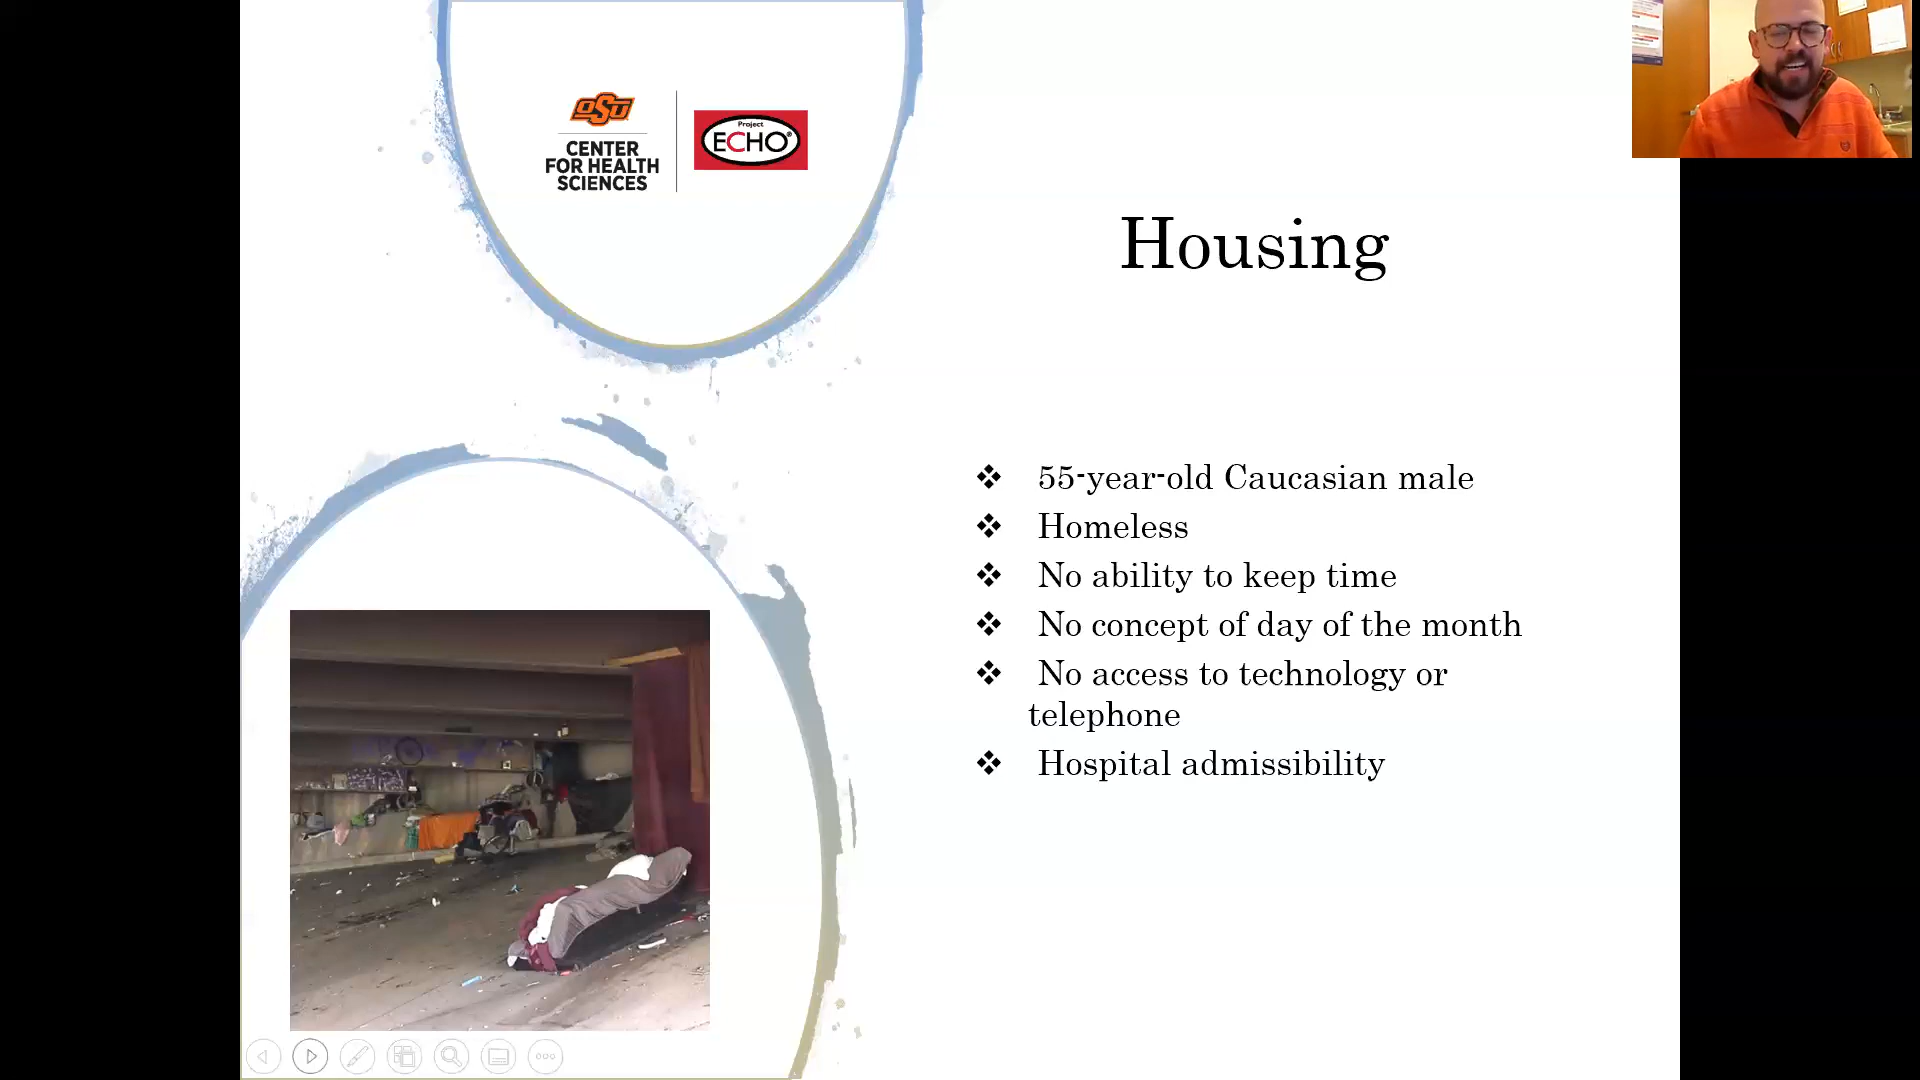 OSU
CENTER
FOR HEALTH
SCIENCES
Project
ECHO®
Housing
55-year-old Caucasian male
Homeless
No ability to keep time
No concept of day of the month
No access to technology or
telephone
Hospital admissibility